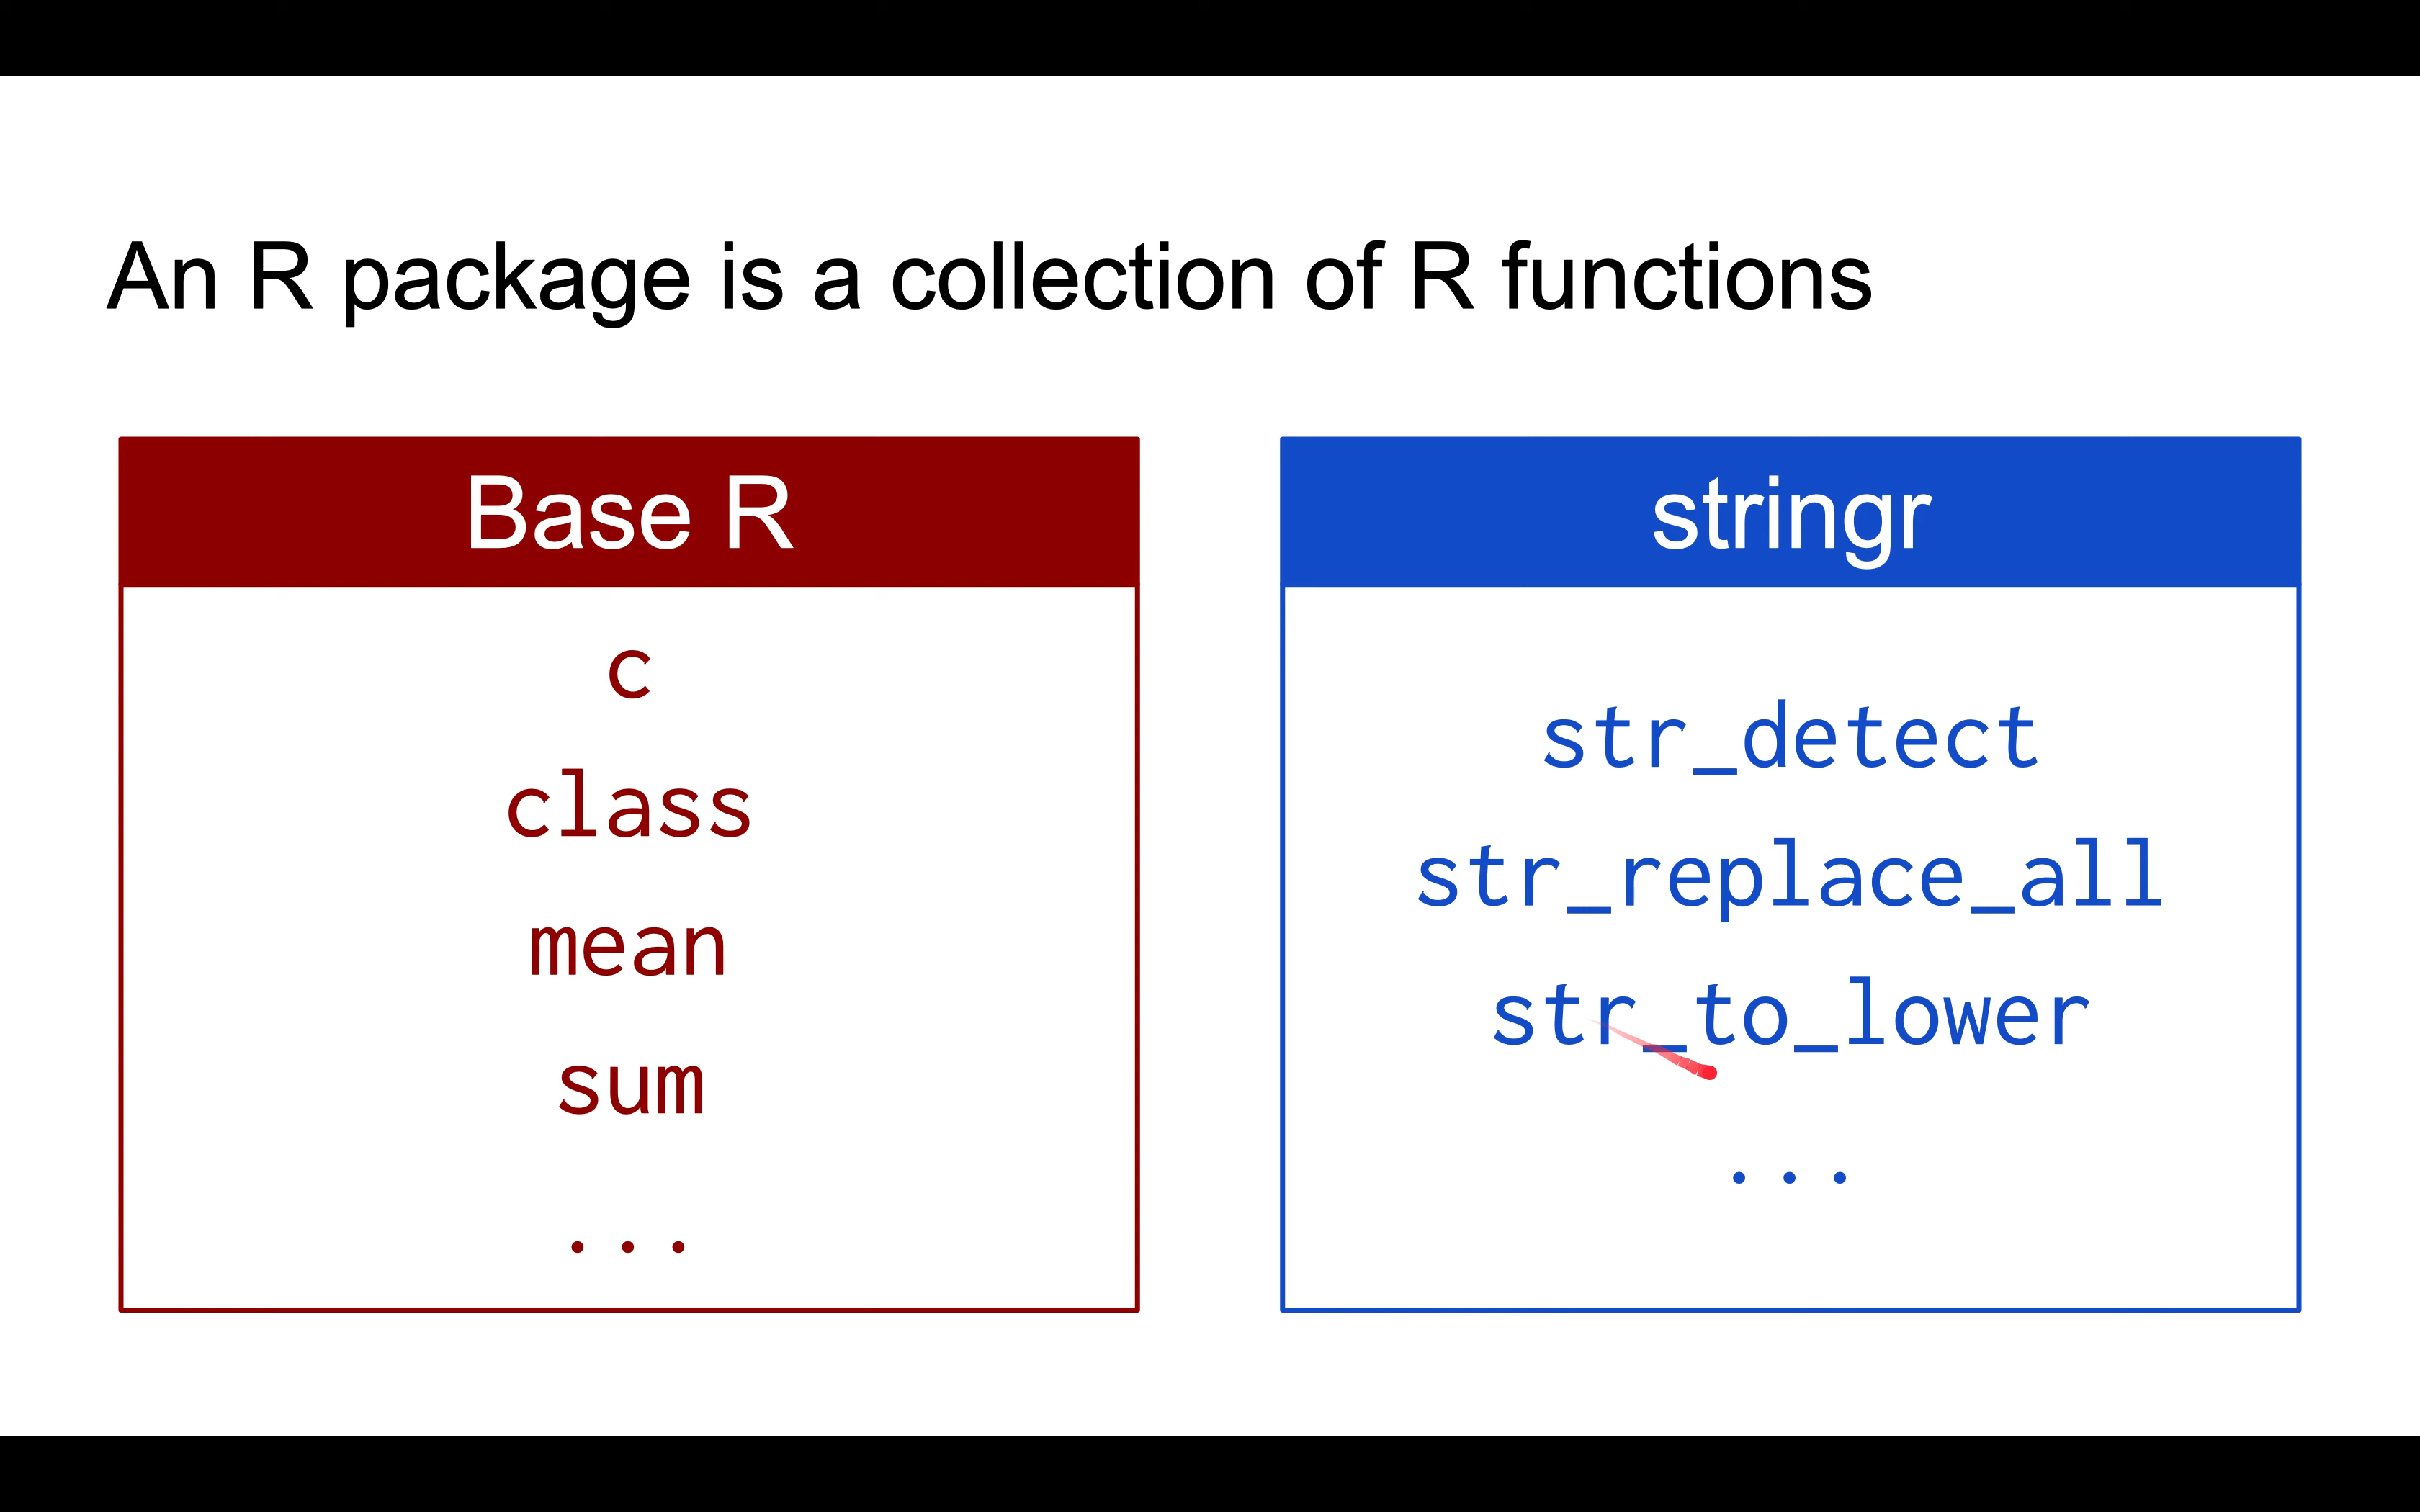 An R package is a collection of R functions
Base R
c
class
mean
sum
...
stringr
str_detect
str_replace_all
str_to_lower
...